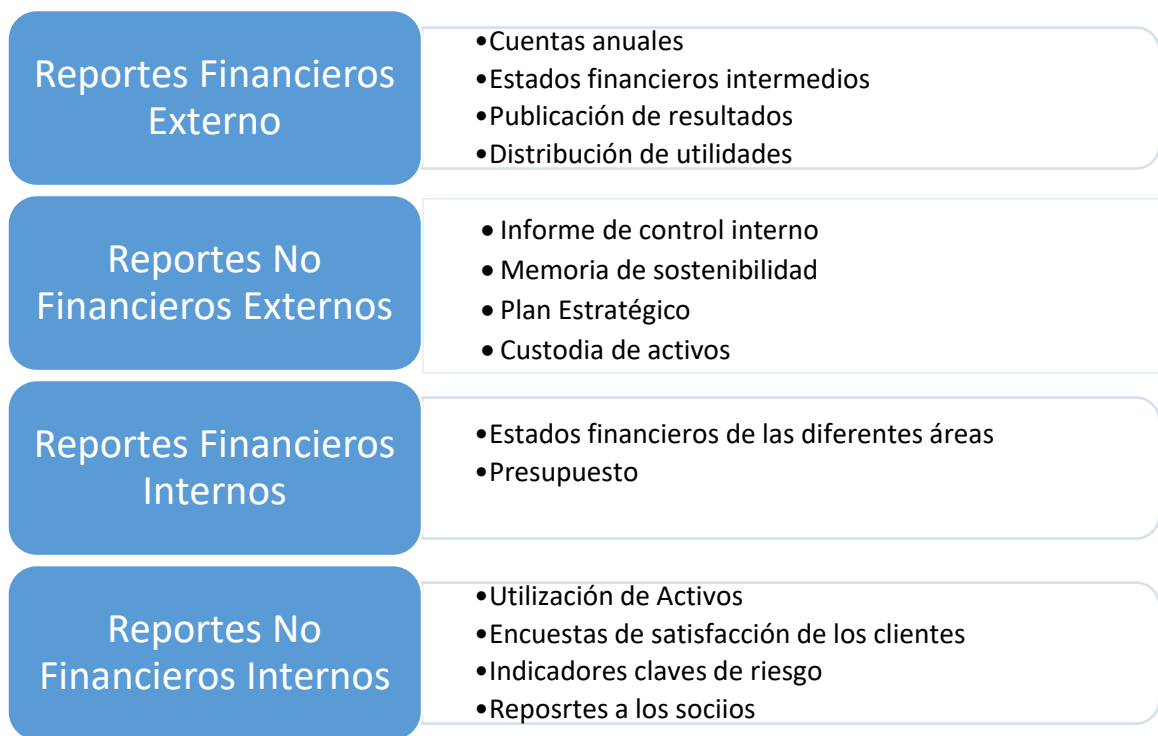 Reportes Financieros
Externo
•Cuentas anuales
•Estados financieros intermedios
•Publicación de resultados
•Distribución de utilidades
Reportes No
Financieros Externos
• Informe de control interno
• Memoria de sostenibilidad
• Plan Estratégico
• Custodia de activos
Reportes Financieros
Internos
•Estados financieros de las diferentes áreas
•Presupuesto
Reportes No
Financieros Internos
•Utilización de Activos
•Encuestas de satisfacción de los clientes
•Indicadores claves de riesgo
•Reposrtes a los sociios